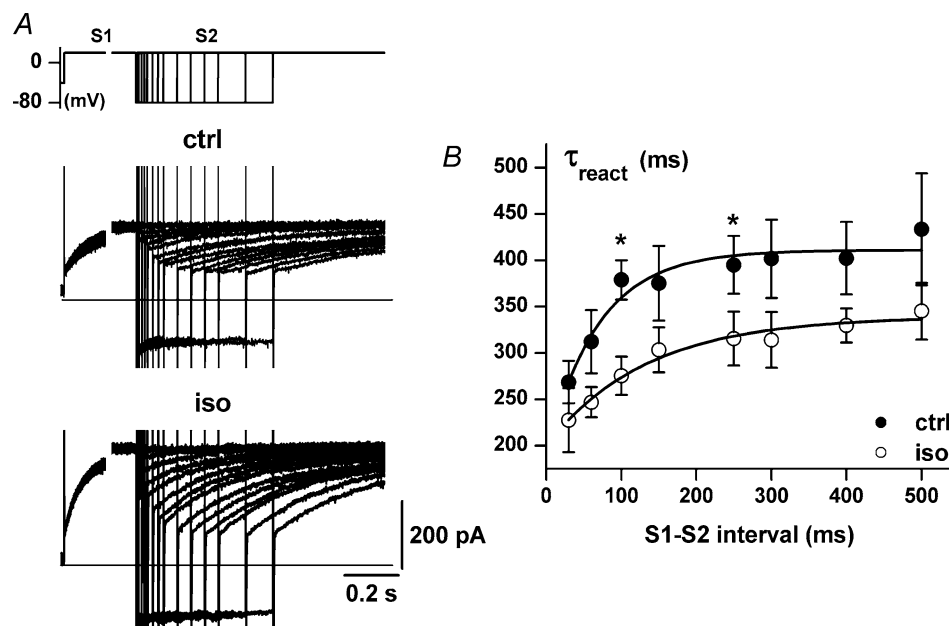 A
S1 S2
0
-80 (mV)
ctrl
iso
200 pA
0.2 s
B
τreact (ms)
500
450
400
350
300
250
200
*
*
ctrl
iso
0 100 200 300 400 500
S1-S2 interval (ms)